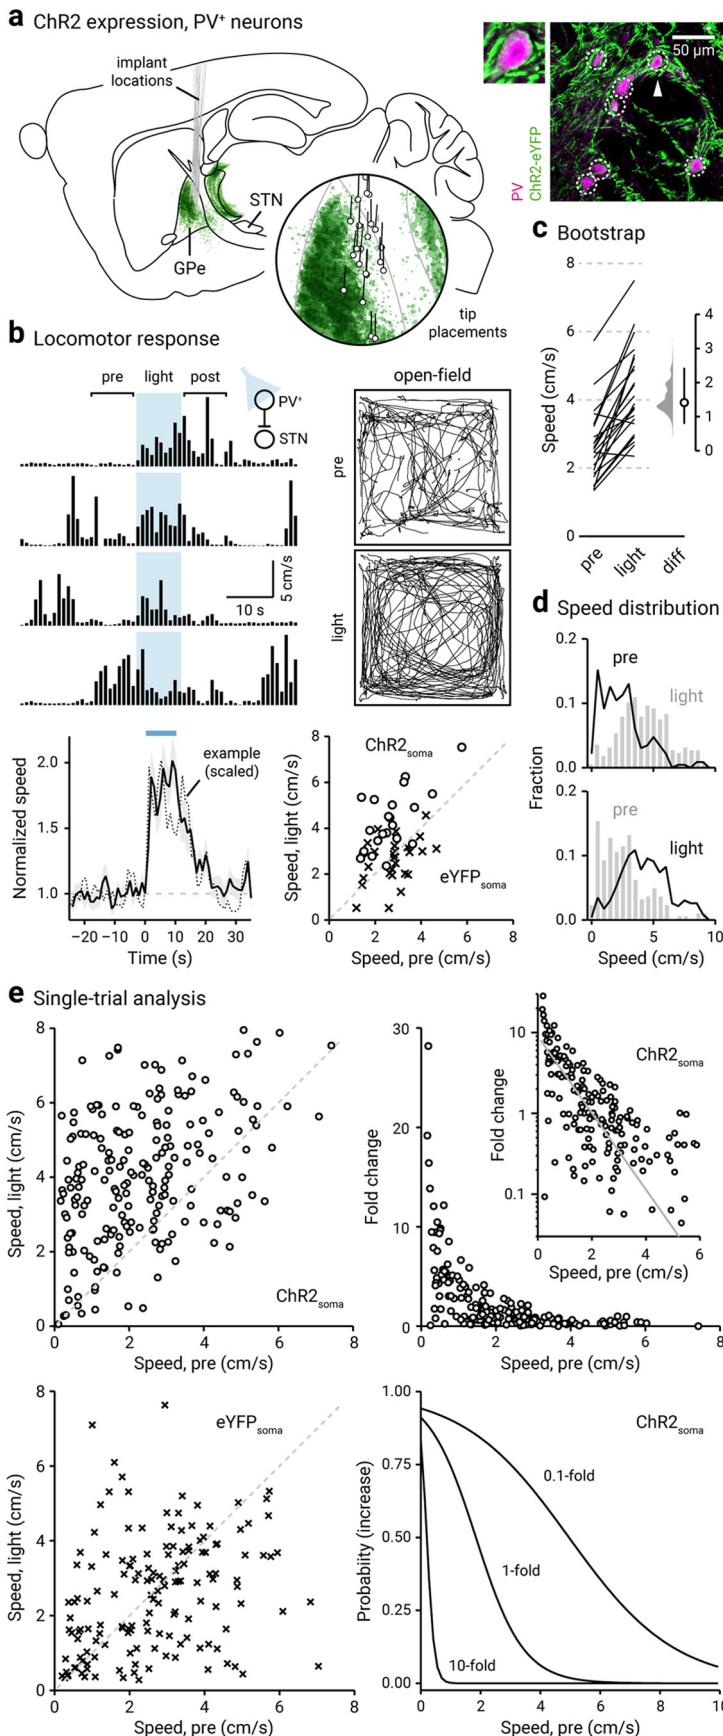 a ChR2 expression, PV⁺ neurons
implant
locations
STN
GPe
tip
placements
50 μm
PV
ChR2-eYFP
b Locomotor response
pre light post
PV⁺
STN
5 cm/s
10 s
open-field
pre
light
Normalized speed
2.0
1.5
1.0
example
(scaled)
−20 −10 0 10 20 30
Time (s)
Speed, light (cm/s)
8
6
4
2
0
ChR2soma
eYFPsoma
0 2 4 6 8
Speed, pre (cm/s)
c Bootstrap
Speed (cm/s)
8
6
4
2
0
4
3
2
1
0
pre light diff
d Speed distribution
Fraction
0.2
0.1
0.0
pre
light
0.2
0.1
0.0
pre
light
0 5 10
Speed (cm/s)
e Single-trial analysis
Speed, light (cm/s)
8
6
4
2
0
ChR2soma
0 2 4 6 8
Speed, pre (cm/s)
Fold change
30
20
10
0
0 2 4 6 8
Speed, pre (cm/s)
Fold change
10
1
0.1
ChR2soma
0 2 4 6
Speed, pre (cm/s)
Speed, light (cm/s)
8
6
4
2
0
eYFPsoma
0 2 4 6 8
Speed, pre (cm/s)
Probabliity (increase)
1.00
0.75
0.50
0.25
0.00
ChR2soma
0.1-fold
1-fold
10-fold
0 2 4 6 8 10
Speed, pre (cm/s)